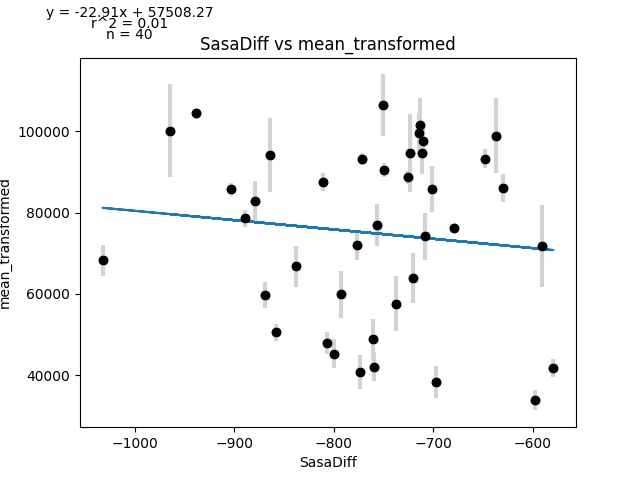 y = -22.91x + 57508.27
r^2 = 0.01
n = 40
SasaDiff vs mean_transformed
100000
80000
60000
40000
mean_transformed
−1000
−900
−800
−700
−600
SasaDiff